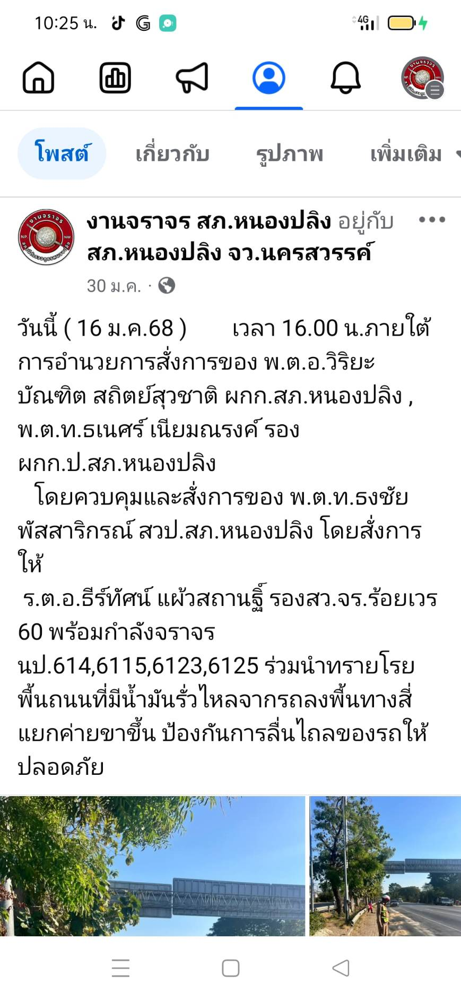 10:25 น.
4G
โพสต์ เกี่ยวกับ รูปภาพ เพิ่มเติม
งานจราจร สภ.หนองปลิง อยู่กับ
สภ.หนองปลิง จว.นครสวรรค์
30 ม.ค. ·
วันนี้ ( 16 ม.ค.68 ) เวลา 16.00 น.ภายใต้
การอำนวยการสั่งการของ พ.ต.อ.วิริยะ
บัณฑิต สถิตย์สุวชาติ ผกก.สภ.หนองปลิง ,
พ.ต.ท.ธเนศร์ เนียมณรงค์ รอง
ผกก.ป.สภ.หนองปลิง
โดยควบคุมและสั่งการของ พ.ต.ท.ธงชัย
พัสสาริกรณ์ สวป.สภ.หนองปลิง โดยสั่งการ
ให้
ร.ต.อ.ธีร์ทัศน์ แผ้วสถานฐิ์ รองสว.จร.ร้อยเวร
60 พร้อมกำลังจราจร
นป.614,6115,6123,6125 ร่วมนำทรายโรย
พื้นถนนที่มีน้ำมันรั่วไหลจากรถลงพื้นทางสี่
แยกค่ายขาขึ้น ป้องกันการลื่นไถลของรถให้
ปลอดภัย